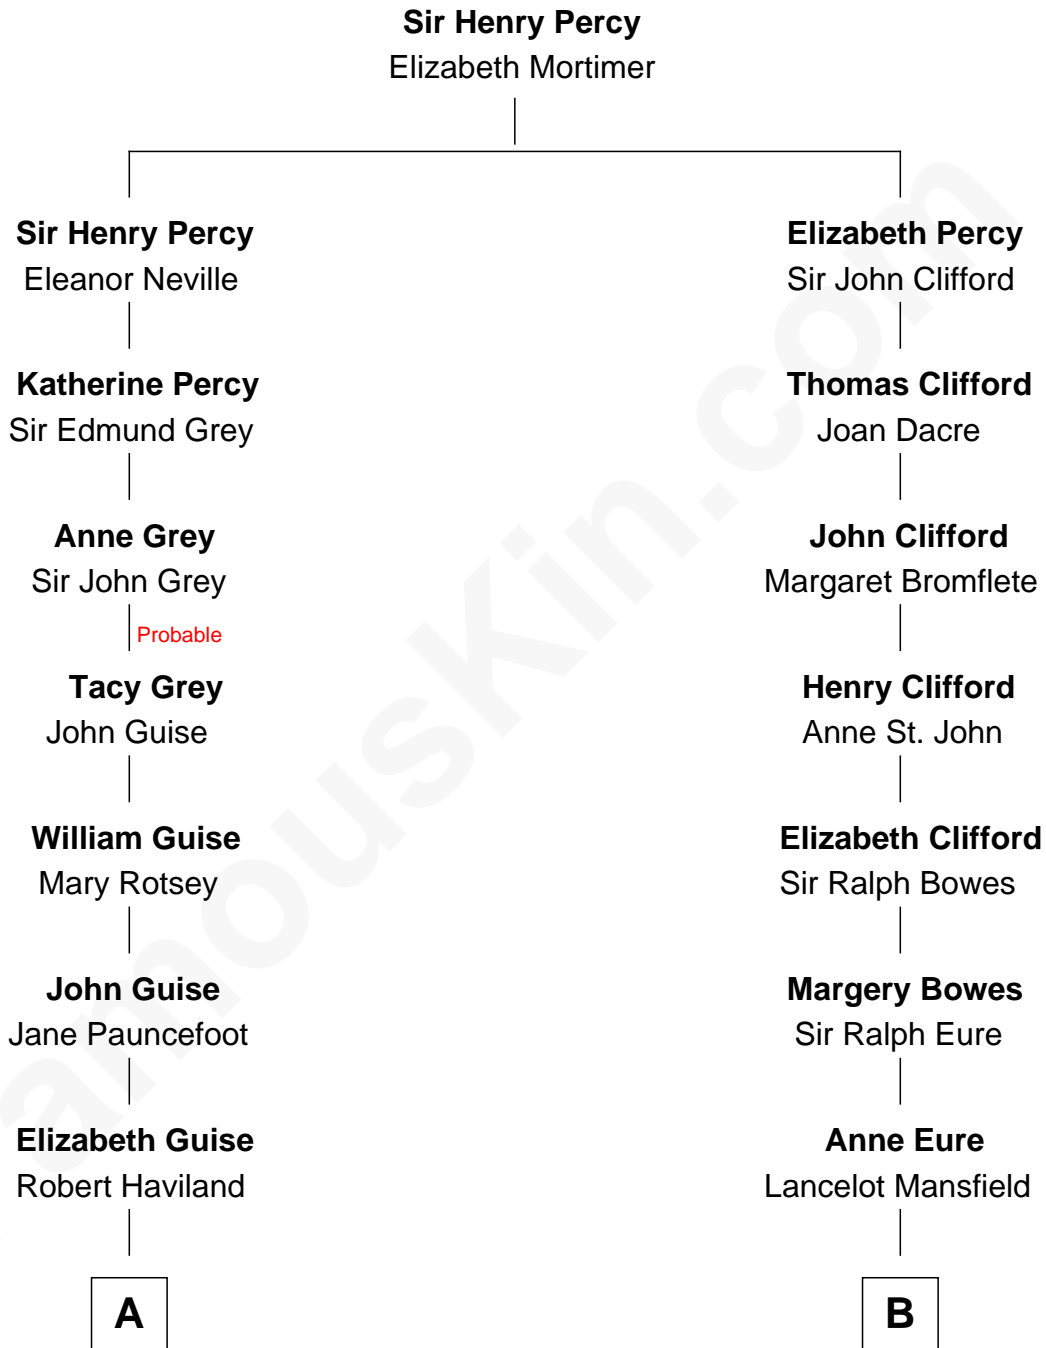 Sir Henry Percy
Elizabeth Mortimer
Sir Henry Percy
Eleanor Neville
Elizabeth Percy
Sir John Clifford
Katherine Percy
Sir Edmund Grey
Thomas Clifford
Joan Dacre
Anne Grey
Sir John Grey
John Clifford
Margaret Bromflete
Probable
Tacy Grey
John Guise
Henry Clifford
Anne St. John
William Guise
Mary Rotsey
Elizabeth Clifford
Sir Ralph Bowes
John Guise
Jane Pauncefoot
Margery Bowes
Sir Ralph Eure
Elizabeth Guise
Robert Haviland
Anne Eure
Lancelot Mansfield
A
B
amouskin.com